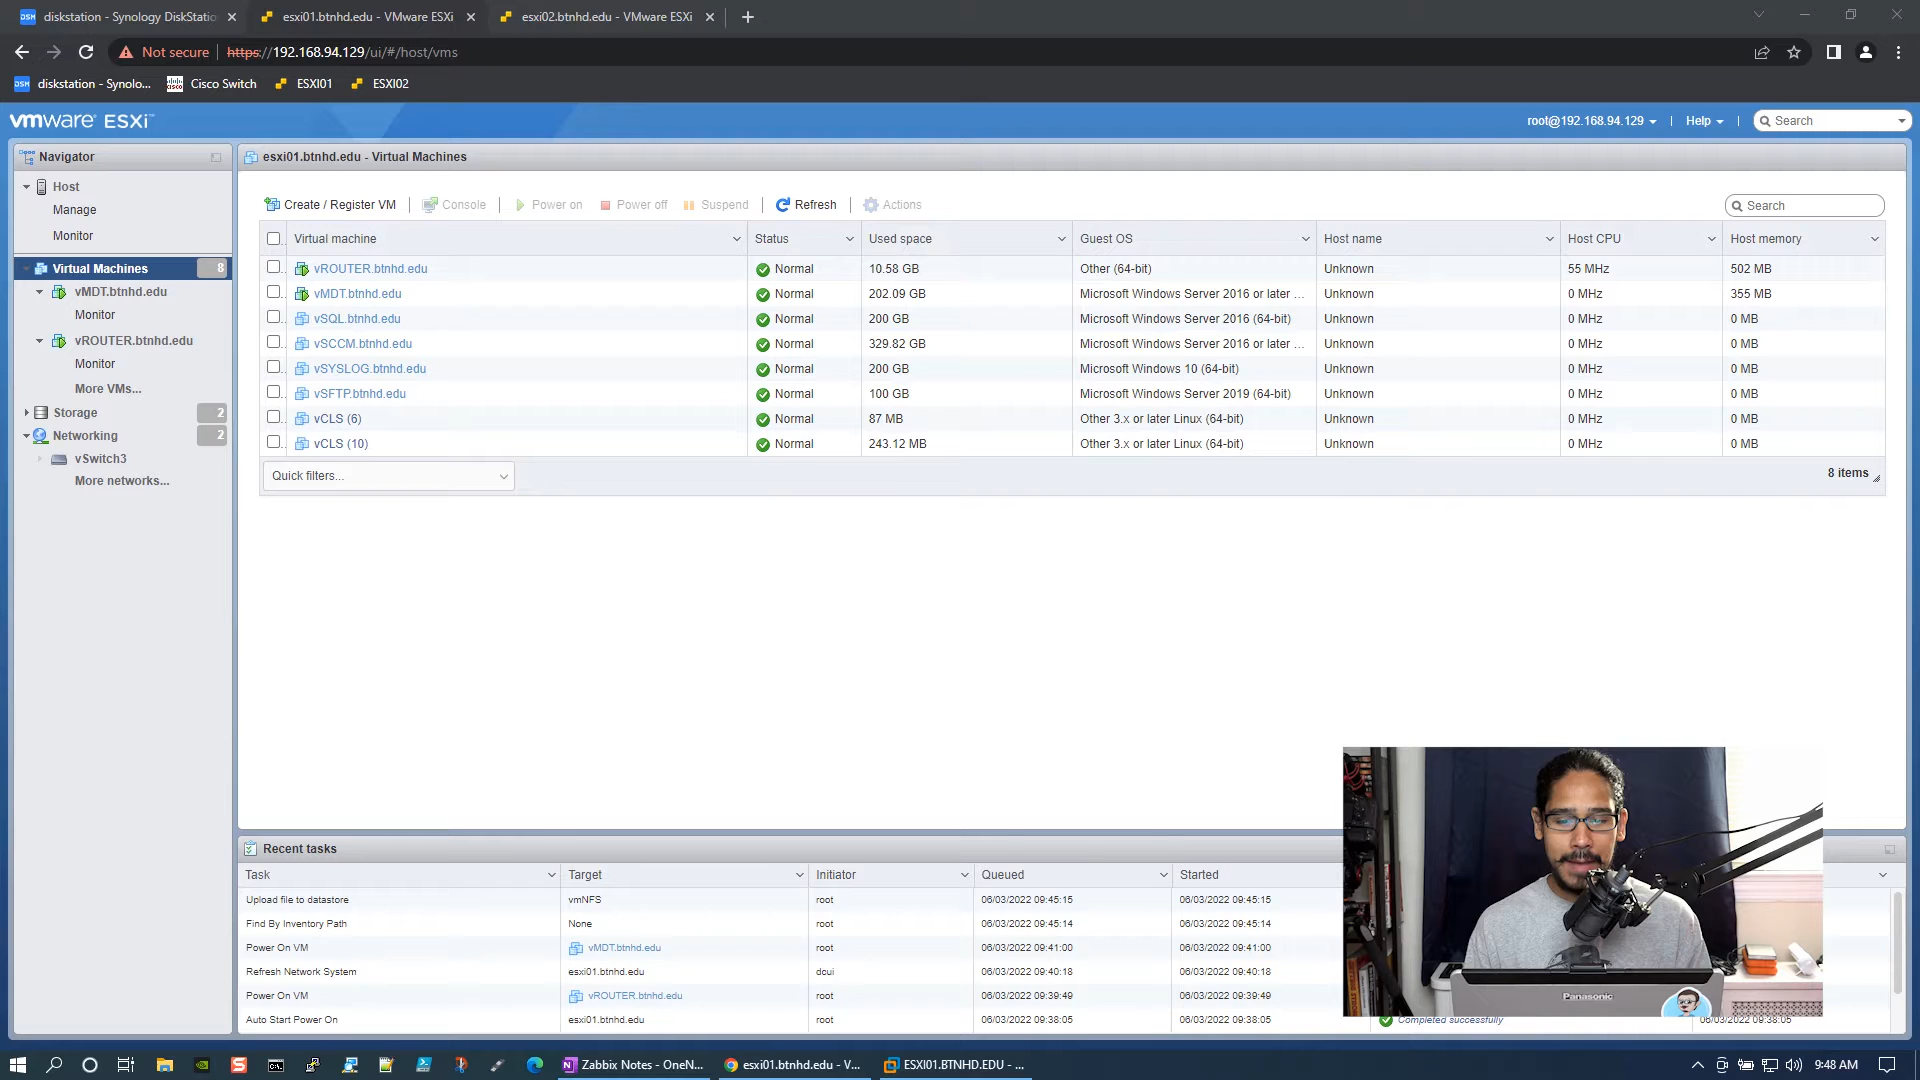 diskstation - Synology DiskStatio
esxi01.btnhd.edu - VMware ESXi
esxi02.btnhd.edu - VMware ESXi
Not secure
https://192.168.94.129/ui/#/host/vms
DSM diskstation - Synolo...
Cisco Switch
ESXI01
ESXI02
vmware ESXi™
root@192.168.94.129
Help
Search
Navigator
Host
Manage
Monitor
Virtual Machines 8
vMDT.btnhd.edu
Monitor
vROUTER.btnhd.edu
Monitor
More VMs...
Storage 2
Networking 2
vSwitch3
More networks...
esxi01.btnhd.edu - Virtual Machines
Create / Register VM Console Power on Power off Suspend Refresh Actions
Search
Virtual machine Status Used space Guest OS Host name Host CPU Host memory
vROUTER.btnhd.edu Normal 10.58 GB Other (64-bit) Unknown 55 MHz 502 MB
vMDT.btnhd.edu Normal 202.09 GB Microsoft Windows Server 2016 or later ... Unknown 0 MHz 355 MB
vSQL.btnhd.edu Normal 200 GB Microsoft Windows Server 2016 (64-bit) Unknown 0 MHz 0 MB
vSCCM.btnhd.edu Normal 329.82 GB Microsoft Windows Server 2016 or later ... Unknown 0 MHz 0 MB
vSYSLOG.btnhd.edu Normal 200 GB Microsoft Windows 10 (64-bit) Unknown 0 MHz 0 MB
vSFTP.btnhd.edu Normal 100 GB Microsoft Windows 2019 (64-bit) Unknown 0 MHz 0 MB
vCLS (6) Normal 87 MB Other 3.x or later Linux (64-bit) Unknown 0 MHz 0 MB
vCLS (10) Normal 243.12 MB Other 3.x or later Linux (64-bit) Unknown 0 MHz 0 MB
Quick filters...
8 items
Recent tasks
Task Target Initiator Queued Started
Upload file to datastore vmNFS root 06/03/2022 09:45:15 06/03/2022 09:45:15
Find By Inventory Path None root 06/03/2022 09:45:14 06/03/2022 09:45:14
Power On VM vMDT.btnhd.edu root 06/03/2022 09:41:00 06/03/2022 09:41:00
Refresh Network System esxi01.btnhd.edu dcui 06/03/2022 09:40:18 06/03/2022 09:40:18
Power On VM vROUTER.btnhd.edu root 06/03/2022 09:39:49 06/03/2022 09:39:49
Auto Start Power On esxi01.btnhd.edu root 06/03/2022 09:38:05 06/03/2022 09:38:05 Completed successfully 06/03/2022 09:38:05
Panasonic
Zabbix Notes - OneN...
esxi01.btnhd.edu - V...
ESXI01.BTNHD.EDU - ...
9:48 AM